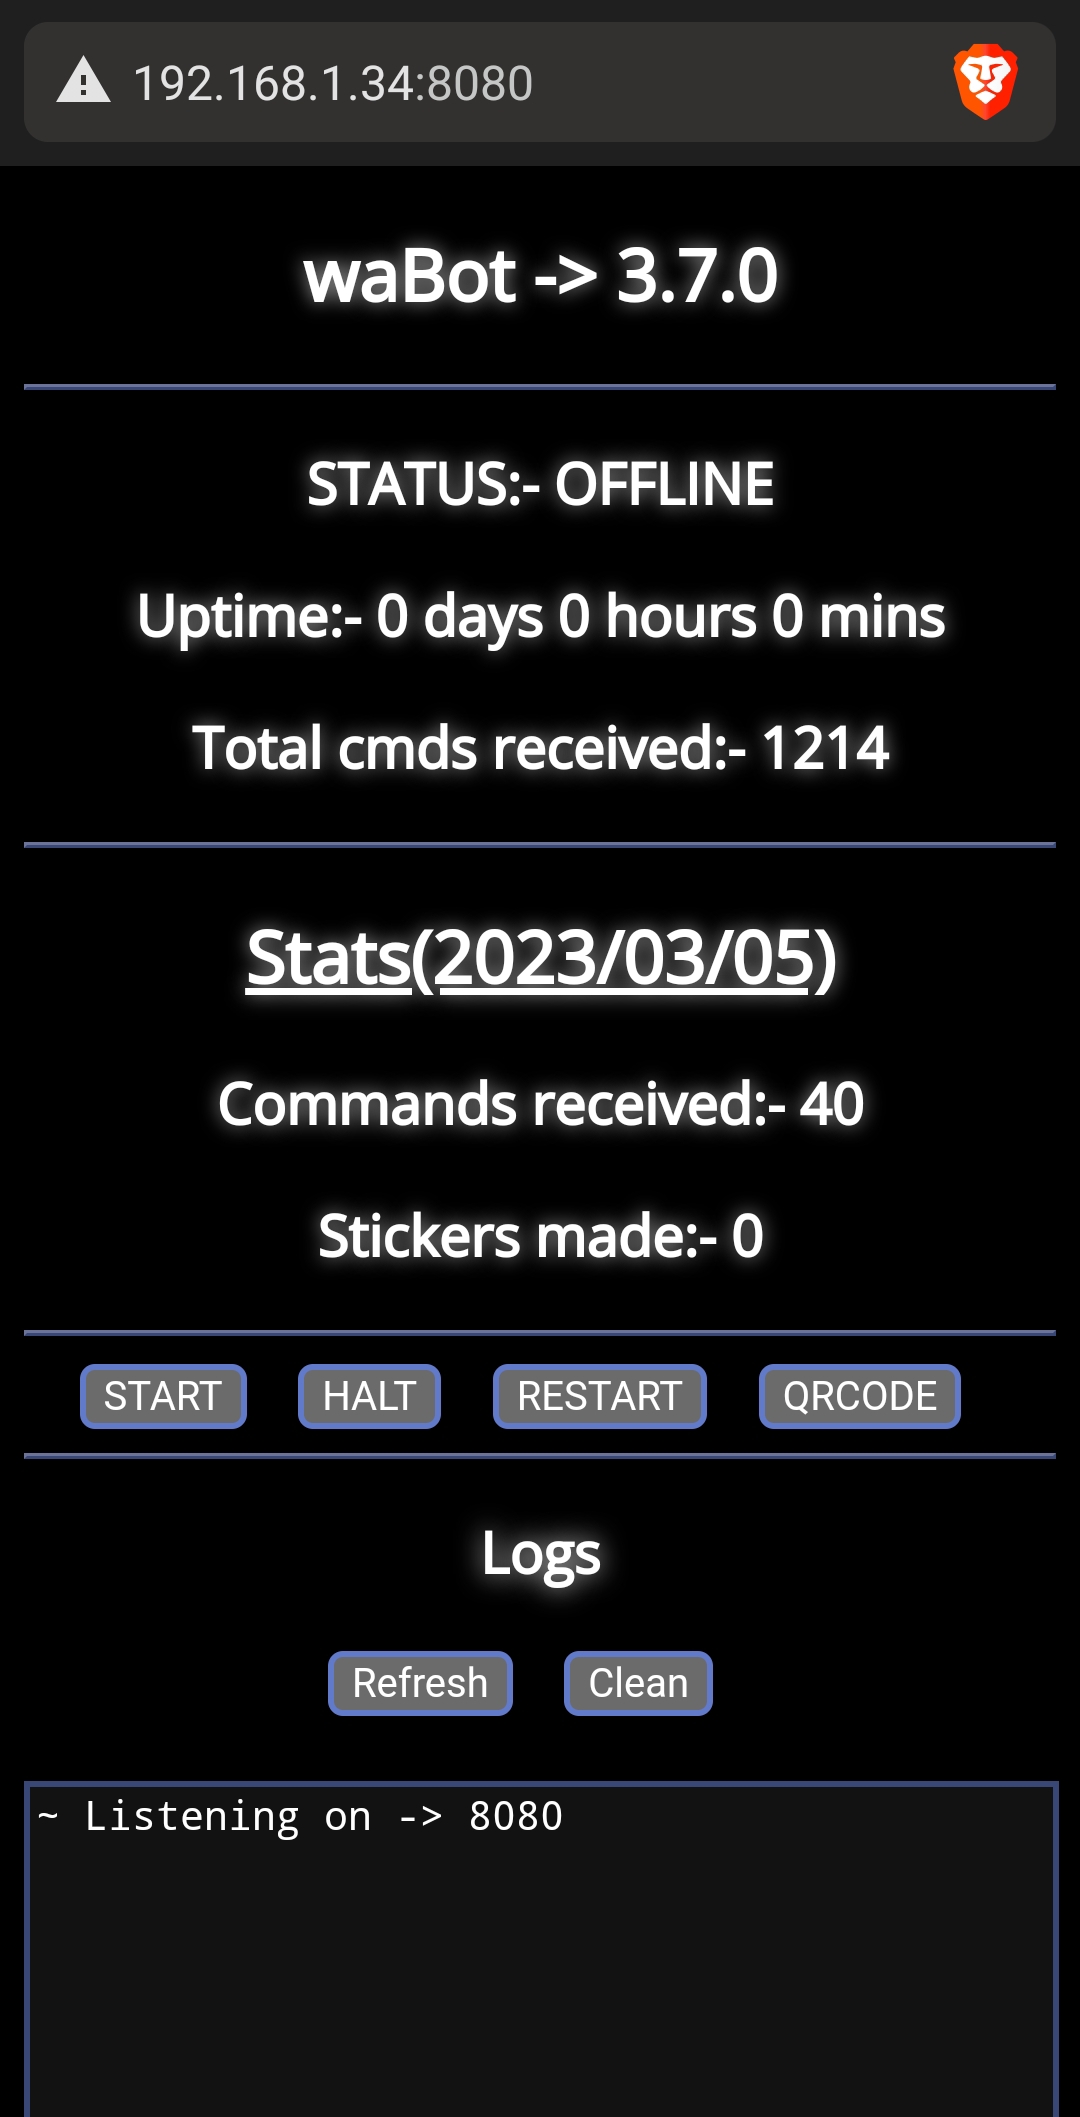 192.168.1.34:8080
waBot -> 3.7.0
STATUS:- OFFLINE
Uptime:- 0 days 0 hours 0 mins
Total cmds received:- 1214
Stats(2023/03/05)
Commands received:- 40
Stickers made:- 0
START HALT RESTART QRCODE
Logs
Refresh Clean
~ Listening on -> 8080